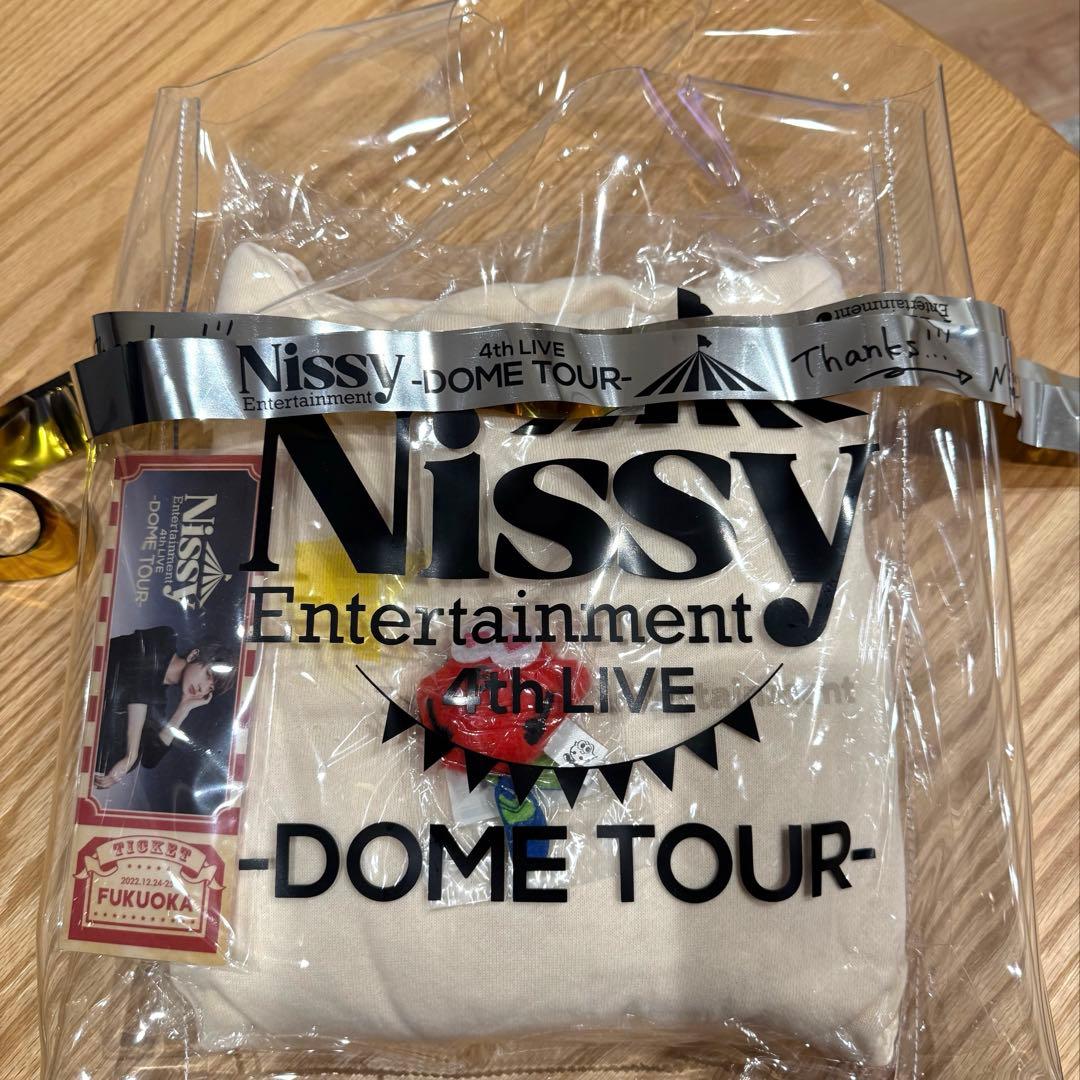 Entertainment
Nissy
Entertainment
4th LIVE
-DOME TOUR-
Thanks!!!
Nissy
Entertainment
4th LIVE
-DOME TOUR-
Nissy
Entertainment
4th LIVE
-DOME TOUR-
TICKET
2022.12.24-25
FUKUOKA